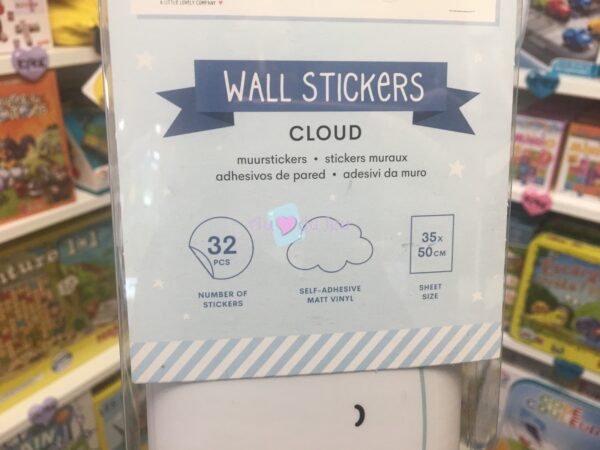 A LITTLE LOVELY COMPANY
WALL STICKERS
CLOUD
muurstickers • stickers muraux
adhesivos de pared • adesivi da muro
32
PCS
NUMBER OF
STICKERS
SELF-ADHESIVE
MATT VINYL
35x
50CM
SHEET
SIZE